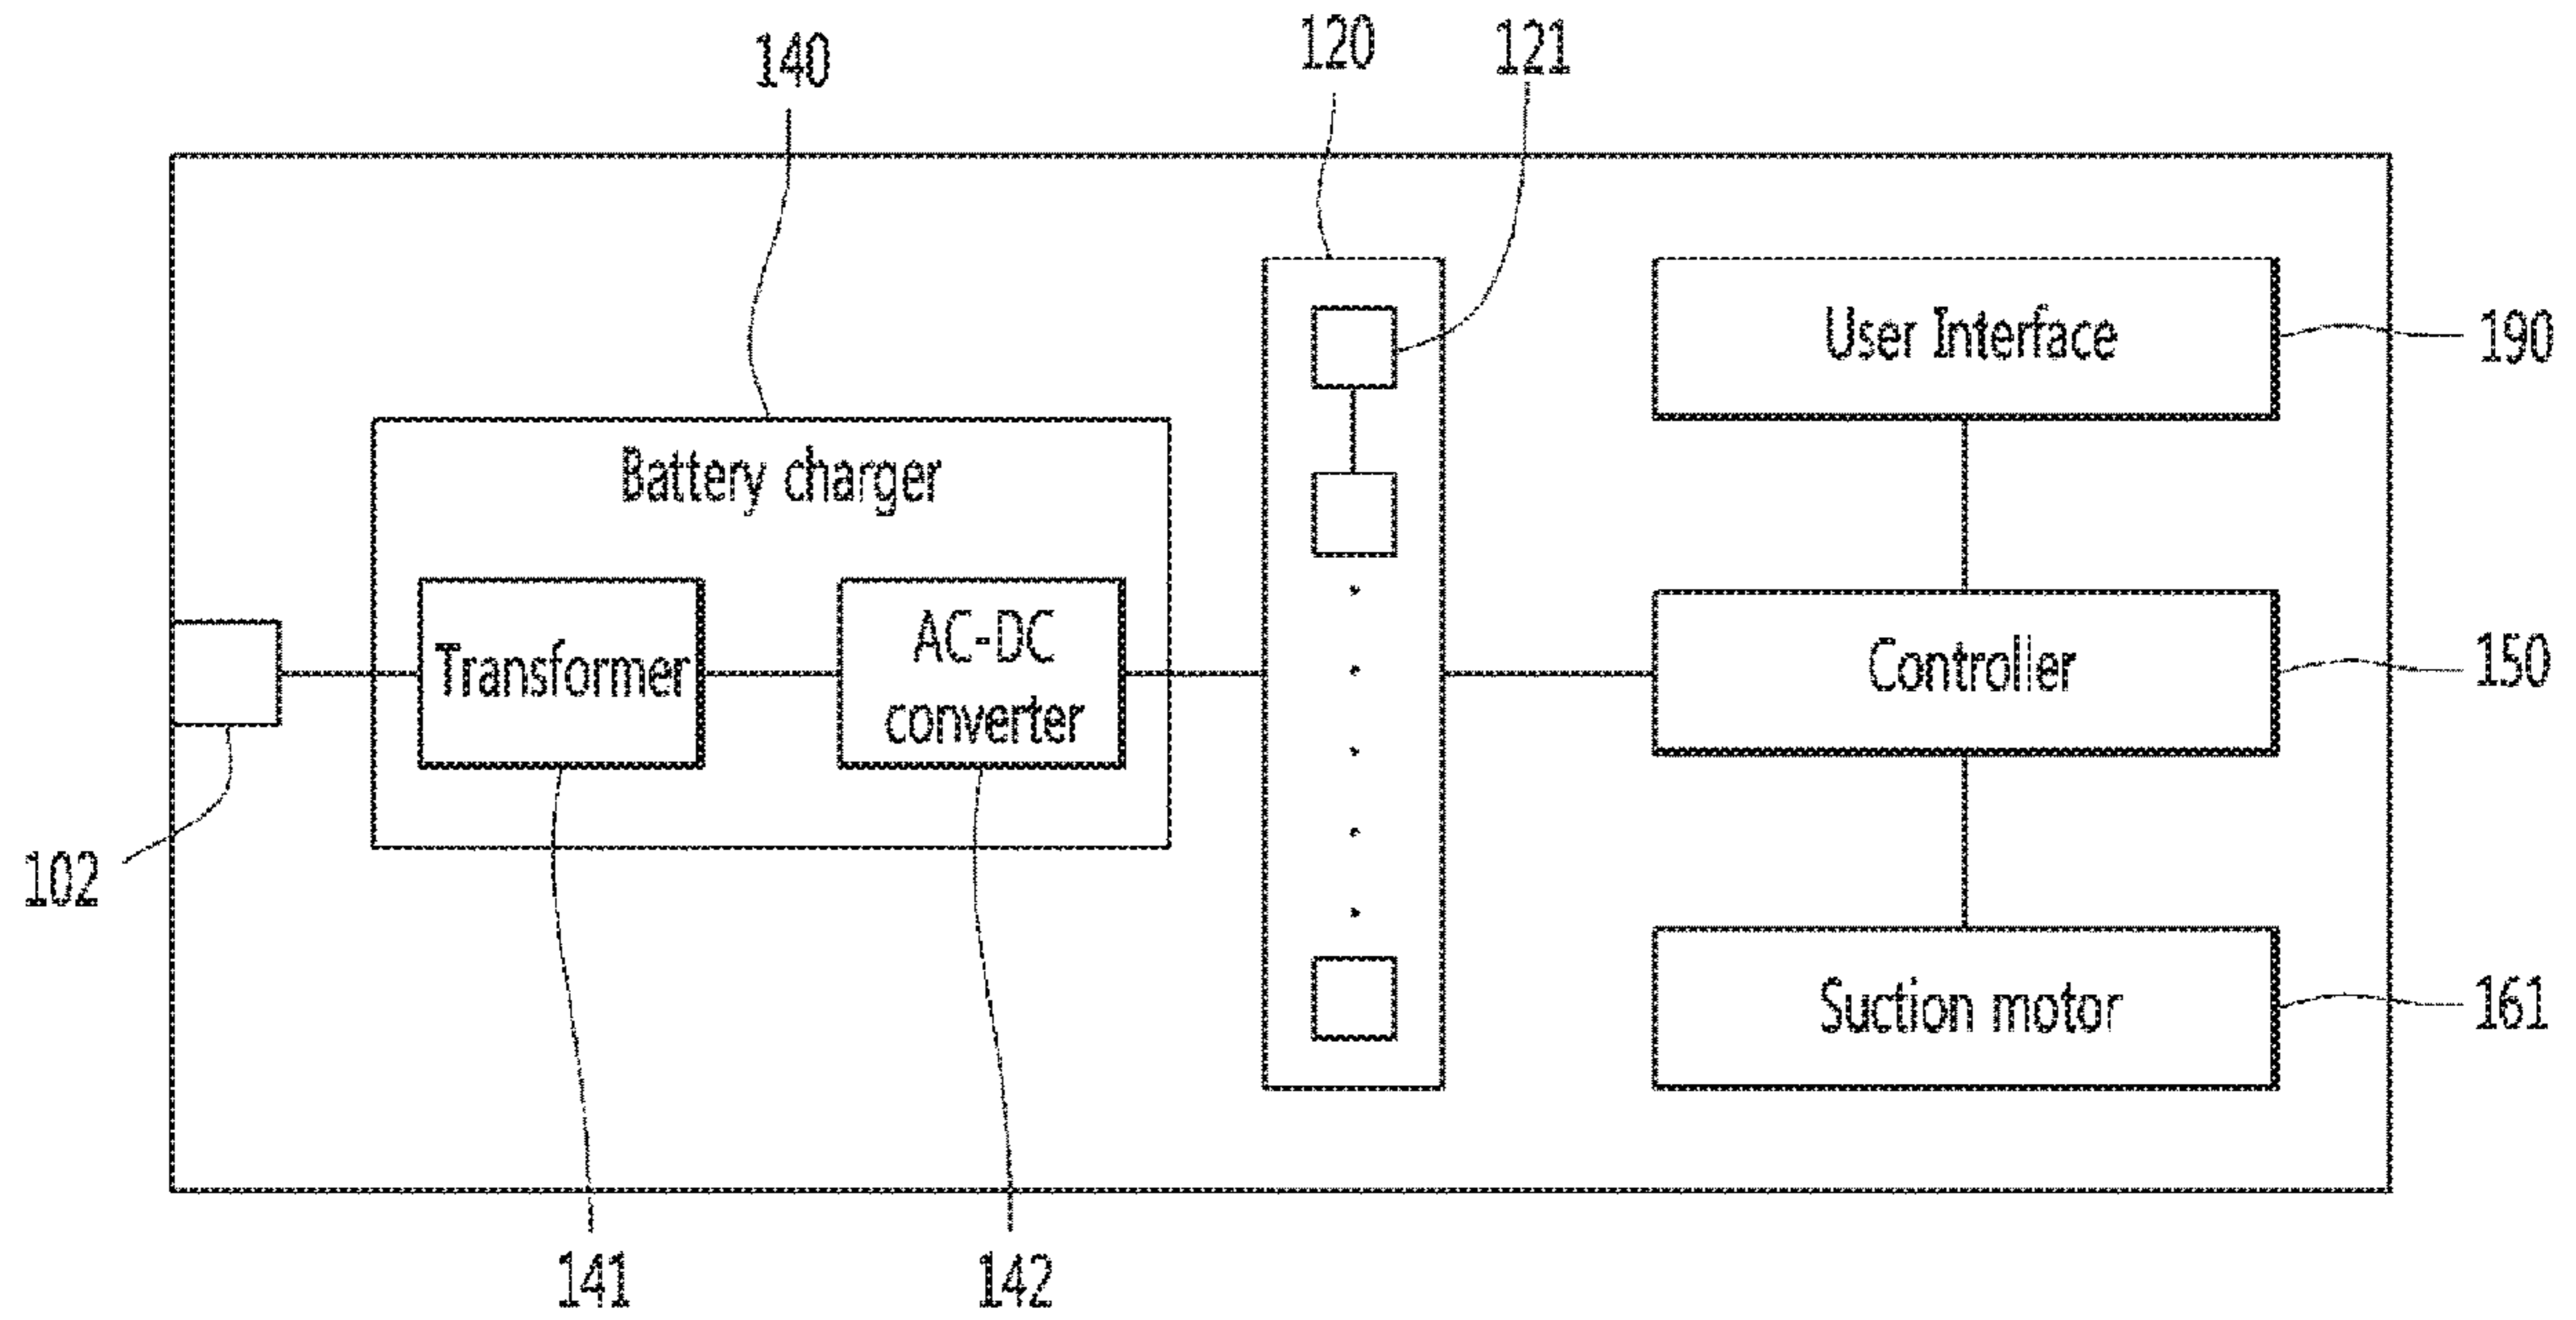 140
120
121
User Interface
190
Battery charger
Transformer
AC-DC
converter
Controller
150
102
Suction motor
161
141
142